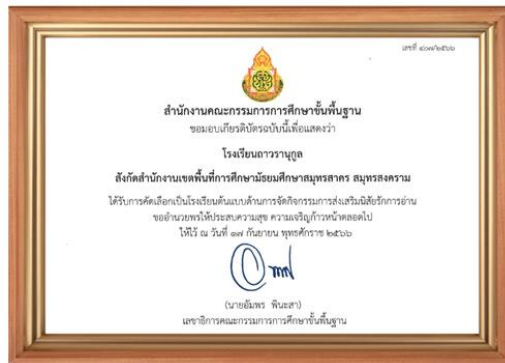 เลขที่ ๔๐๗/๒๕๖๖
สำนักงานคณะกรรมการการศึกษาขั้นพื้นฐาน
ขอมอบเกียรติบัตรฉบับนี้เพื่อแสดงว่า
โรงเรียนถาวรานุกูล
สังกัดสำนักงานเขตพื้นที่การศึกษามัธยมศึกษาสมุทรสาคร สมุทรสงคราม
ได้รับการคัดเลือกเป็นโรงเรียนต้นแบบด้านการจัดกิจกรรมการส่งเสริมนิสัยรักการอ่าน
ขออำนวยพรให้ประสบความสุข ความเจริญก้าวหน้าตลอดไป
ให้ไว้ ณ วันที่ ๑๗ กันยายน พุทธศักราช ๒๕๖๖
(นายอัมพร พินะสา)
เลขาธิการคณะกรรมการการศึกษาขั้นพื้นฐาน